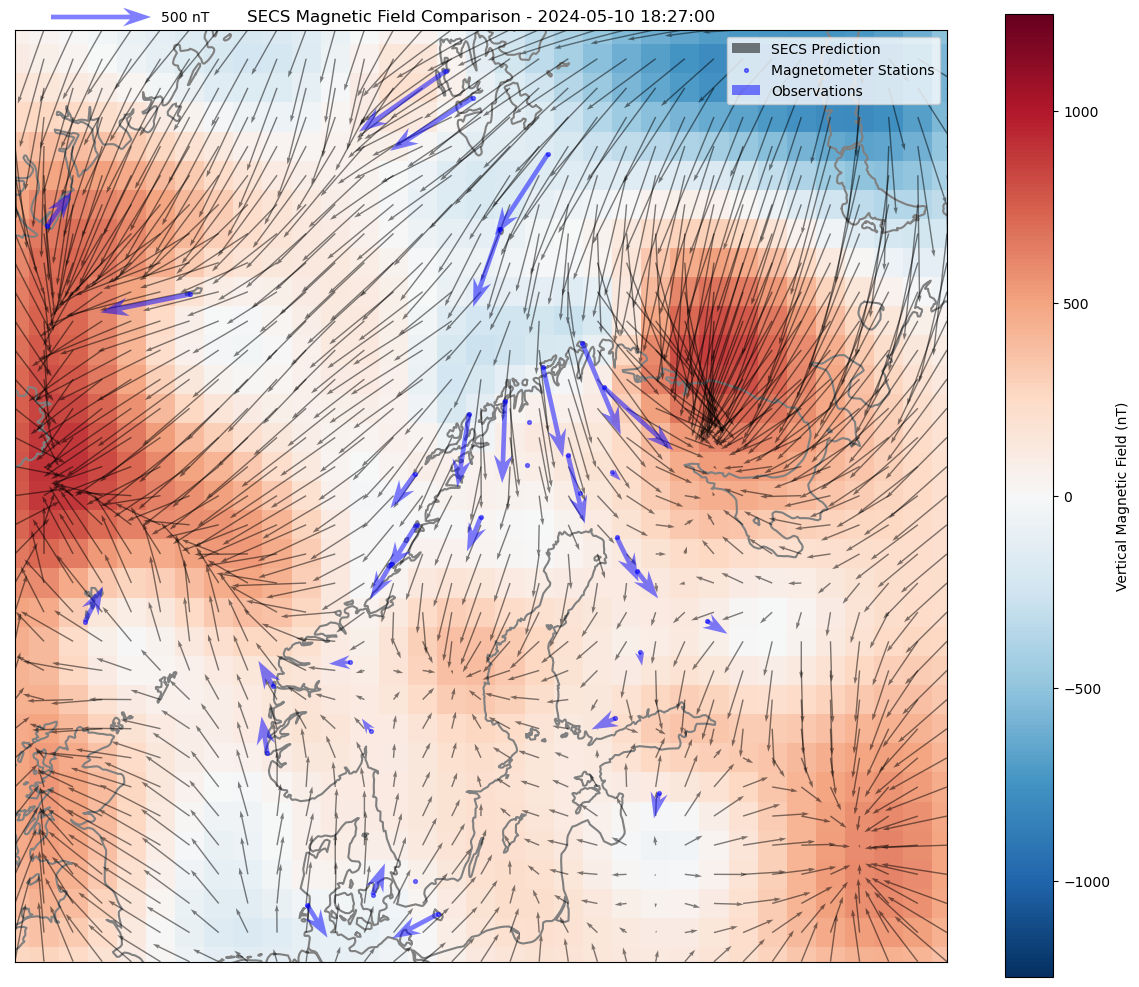 500 nT
SECS Magnetic Field Comparison - 2024-05-10 18:27:00
SECS Prediction
Magnetometer Stations
Observations
1000
500
0
−500
−1000
Vertical Magnetic Field (nT)